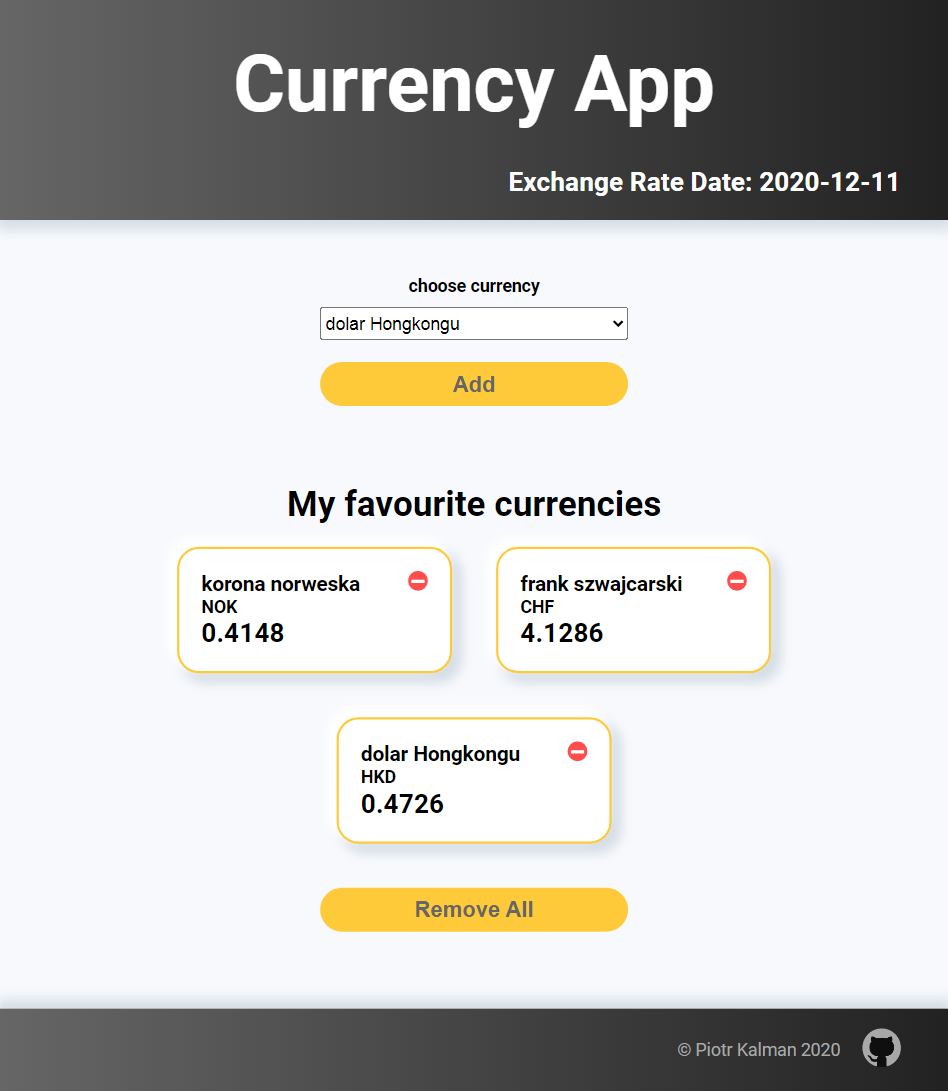 Currency App
Exchange Rate Date: 2020-12-11
choose currency
dolar Hongkongu
Add
My favourite currencies
korona norweska
NOK
0.4148
frank szwajcarski
CHF
4.1286
dolar Hongkongu
HKD
0.4726
Remove All
© Piotr Kalman 2020